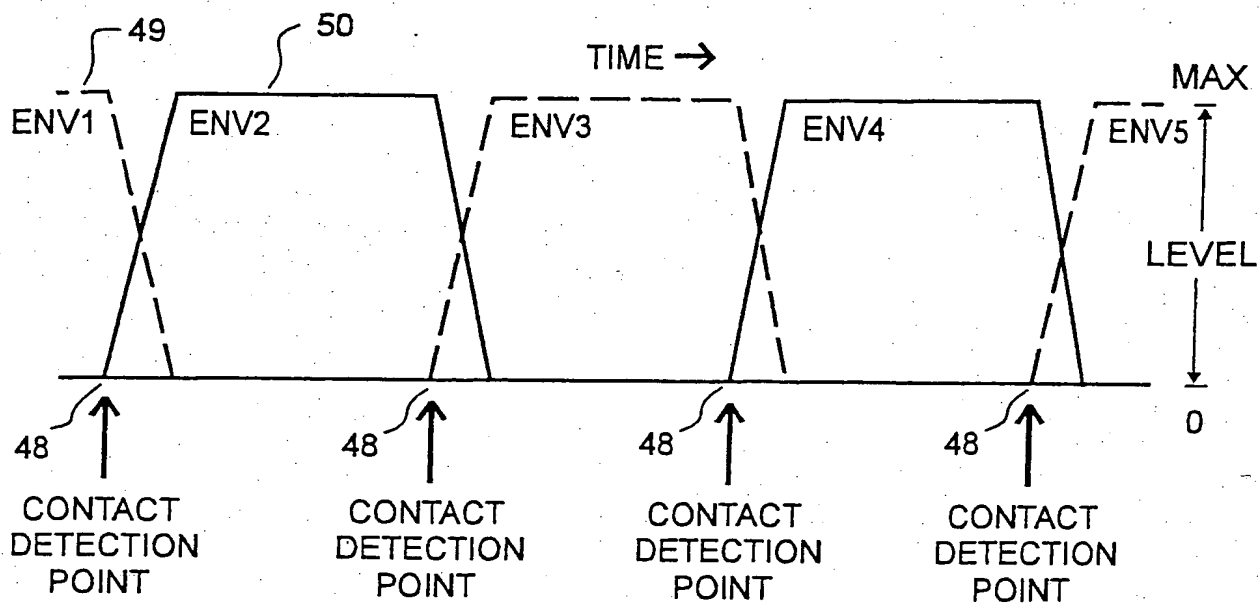 49
50
TIME →
MAX
ENV1
ENV2
ENV3
ENV4
ENV5
LEVEL
0
48
48
48
48
CONTACT
DETECTION
POINT
CONTACT
DETECTION
POINT
CONTACT
DETECTION
POINT
CONTACT
DETECTION
POINT